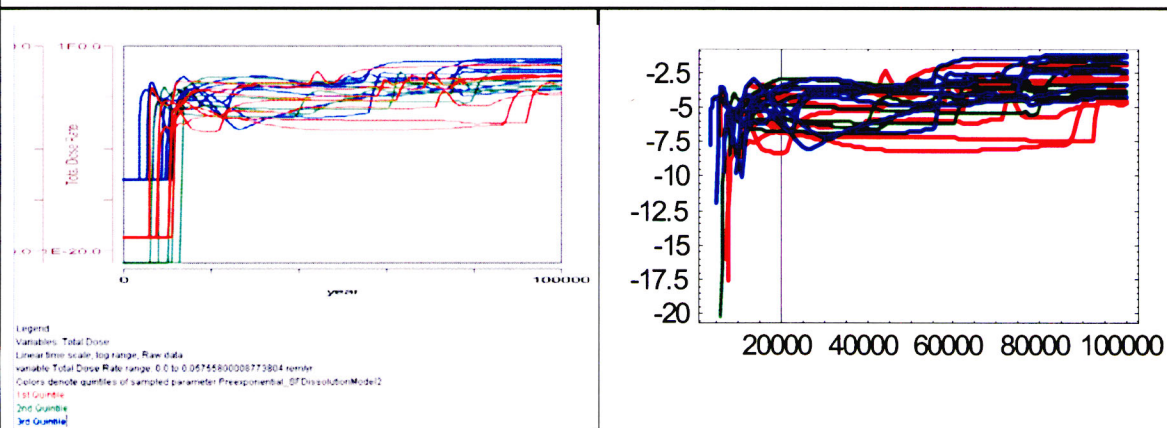 1E0.0
Total Dose Rate
E-20.0
0
100000
year
Legend
Variables: Total Dose
Linear time scale, log range, Raw data
variable Total Dose Rate range: 0.0 to 0.05755800008773804 rem/yr
Colors denote quintiles of sampled parameter Preexponential_SFDissolutionModel2
1st Quintile
2nd Quintile
3rd Quintile
-2.5
-5
-7.5
-10
-12.5
-15
-17.5
-20
20000 40000 60000 80000 100000